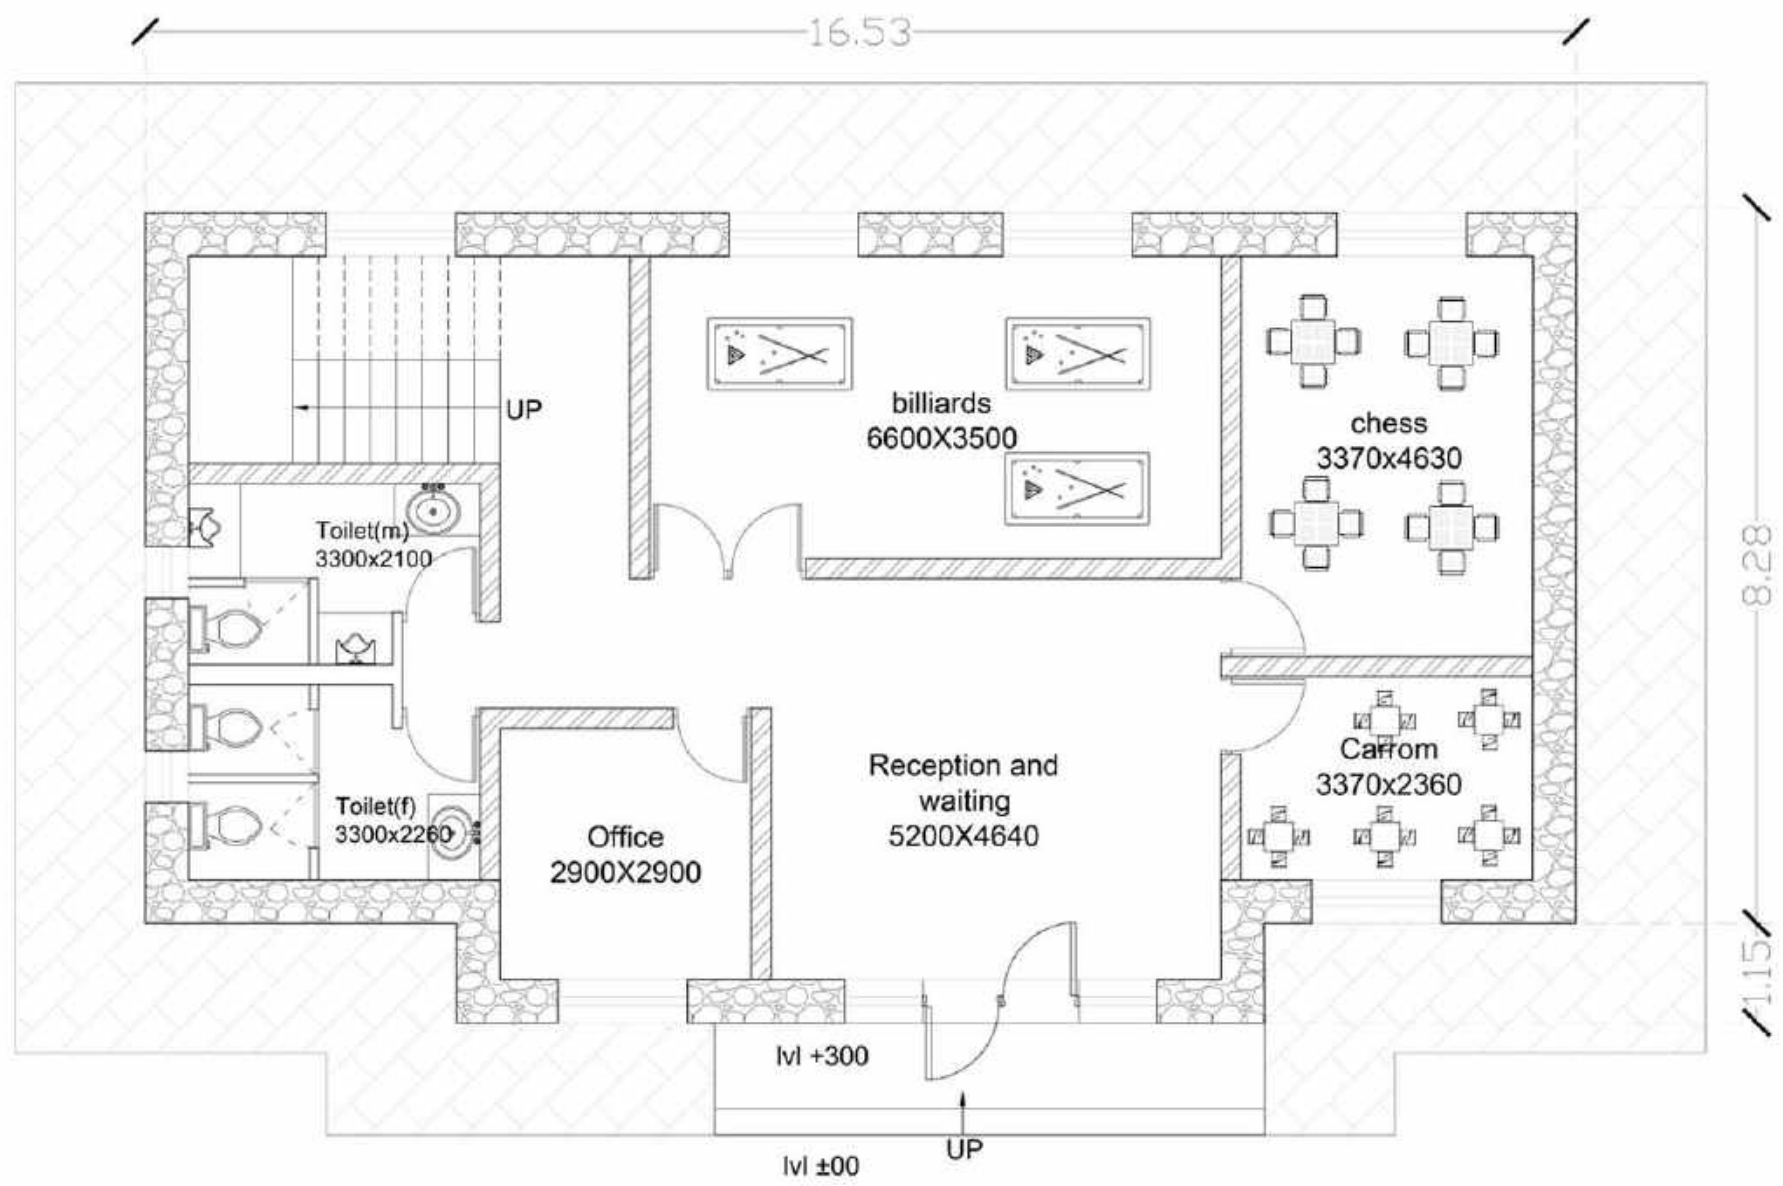 16.53
UP
billiards
6600X3500
chess
3370x4630
Toilet(m)
3300x2100
8.28
Carrom
3370x2360
Reception and
waiting
5200X4640
Toilet(f)
3300x2260
Office
2900X2900
1.15
lvl +300
UP
lvl ±00